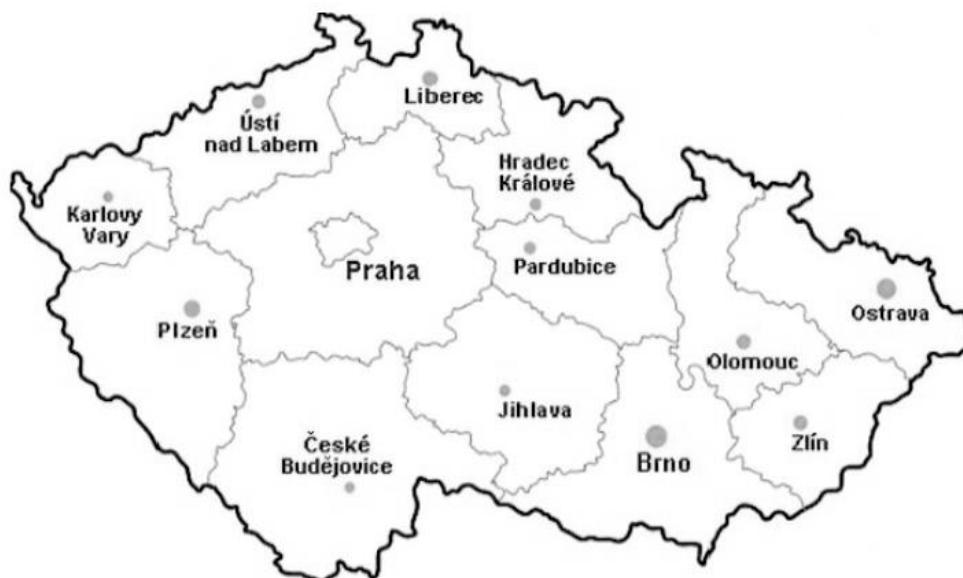 Liberec
Ústí
nad Labem
Hradec
Králové
Karlovy
Vary
Praha
Pardubice
Plzeň
Ostrava
Olomouc
Jihlava
České
Budějovice
Brno
Zlín